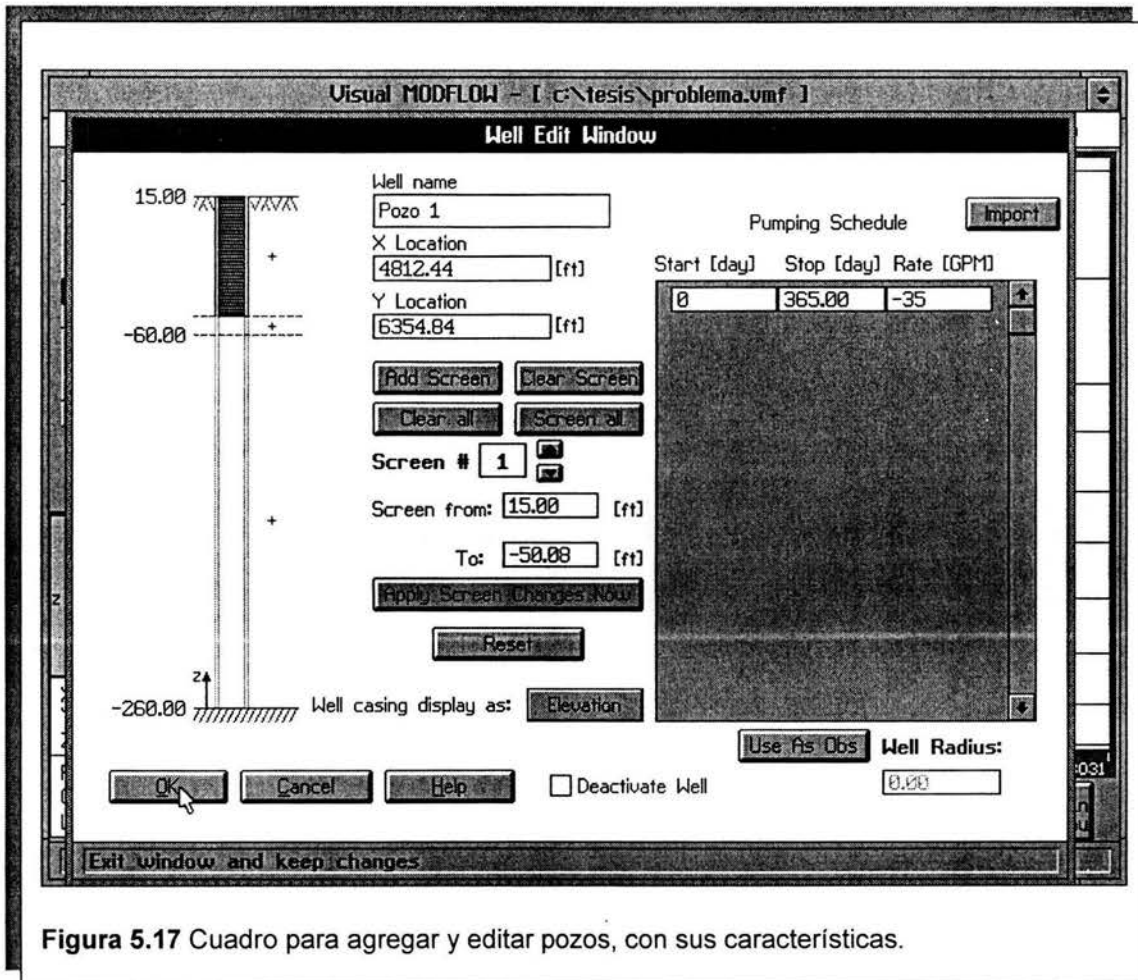 Visual MODFLOW - [ c:\tesis\problema.vmf ]
Well Edit Window
15.00
-60.00
-260.00
z
Well name
Pozo 1
X Location
4812.44 [ft]
Y Location
6354.84 [ft]
Add Screen Clear Screen
Clear all Screen all
Screen # 1
Screen from: 15.00 [ft]
To: -50.08 [ft]
Apply Screen Changes Now
Reset
Well casing display as: Elevation
Pumping Schedule Import
Start [day] Stop [day] Rate [GPM]
0 365.00 -35
Use As Obs Well Radius:
0.00
OK Cancel Help Deactivate Well
Exit window and keep changes
z
:031
Figura 5.17 Cuadro para agregar y editar pozos, con sus características.